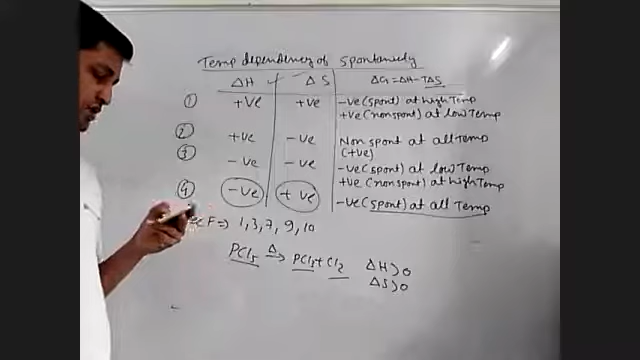 Temp dependency of spontaneity
ΔH ΔS ΔG=ΔH-TΔS
① +ve +ve -ve(spont) at high Temp
+ve(nonspont) at low Temp
② +ve -ve Non spont at all Temp
(+ve)
③ -ve -ve -ve(spont) at low Temp
+ve(nonspont) at high Temp
④ -ve +ve -ve(spont at all Temp
F ⇒ 1,3,7,9,10
PCl5 Δ→ PCl3+Cl2 ΔH>0
ΔS>0